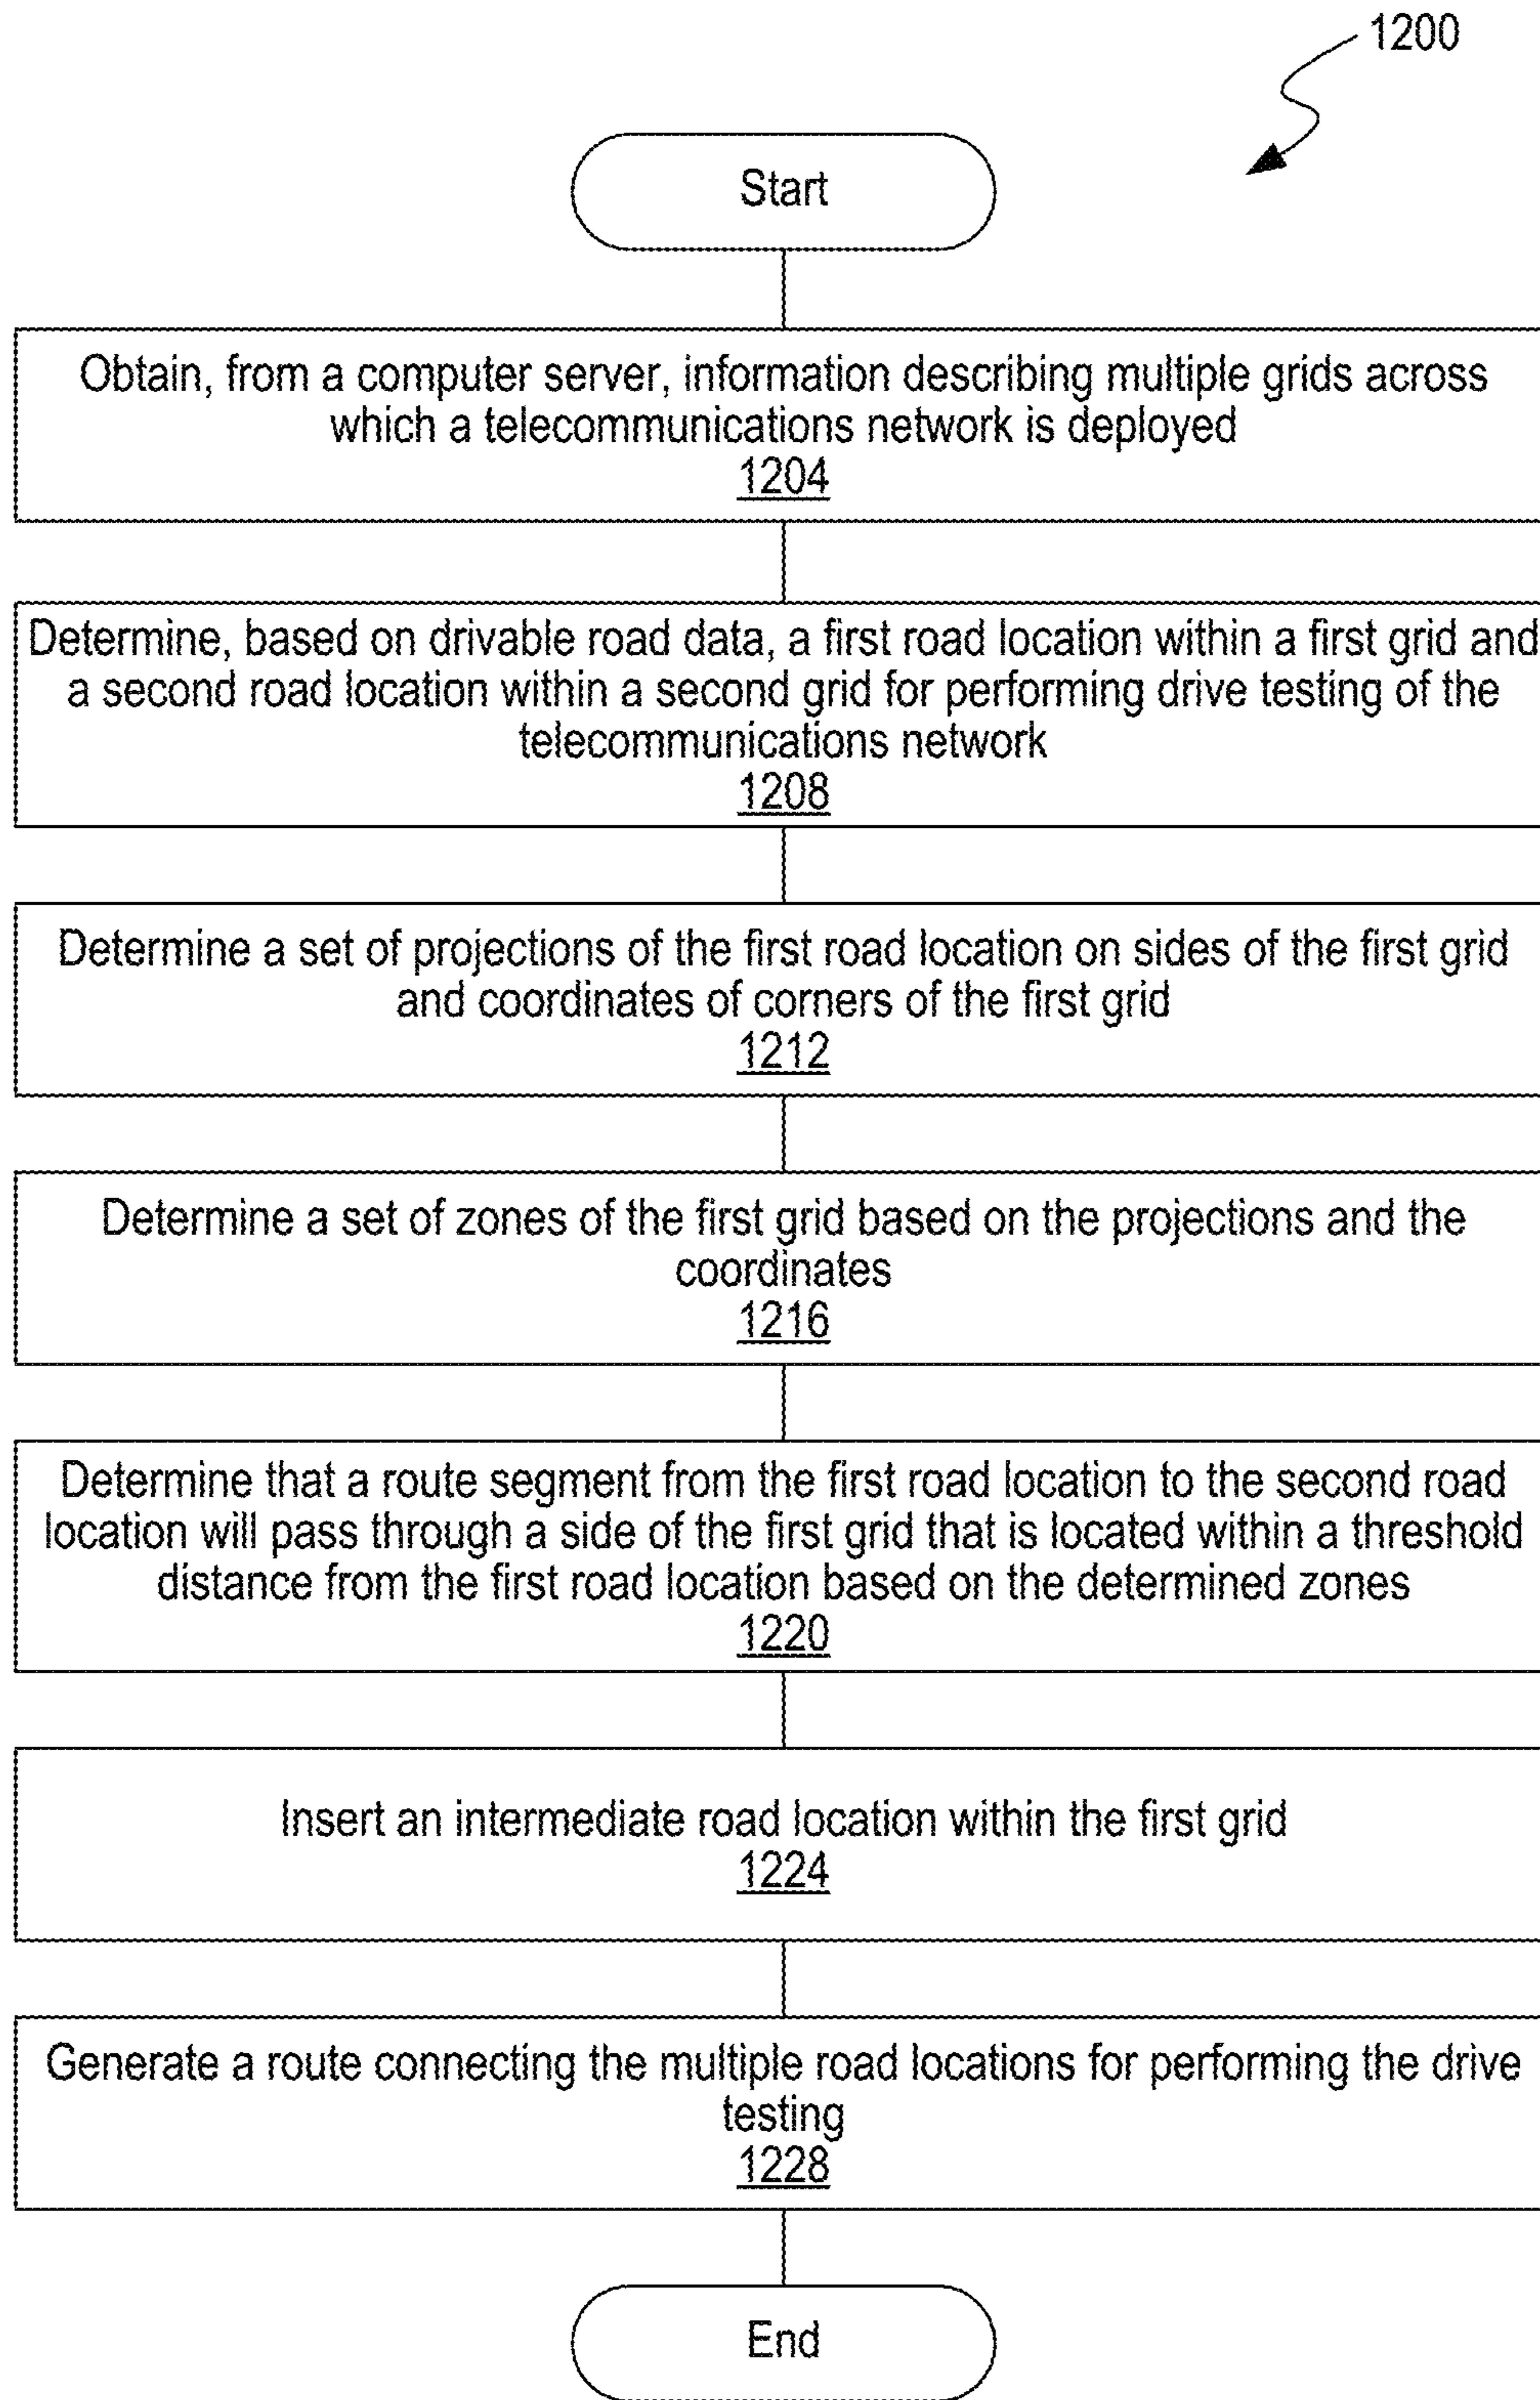 1200
Start
Obtain, from a computer server, information describing multiple grids across
which a telecommunications network is deployed
1204
Determine, based on drivable road data, a first road location within a first grid and
a second road location within a second grid for performing drive testing of the
telecommunications network
1208
Determine a set of projections of the first road location on sides of the first grid
and coordinates of corners of the first grid
1212
Determine a set of zones of the first grid based on the projections and the
coordinates
1216
Determine that a route segment from the first road location to the second road
location will pass through a side of the first grid that is located within a threshold
distance from the first road location based on the determined zones
1220
Insert an intermediate road location within the first grid
1224
Generate a route connecting the multiple road locations for performing the drive
testing
1228
End